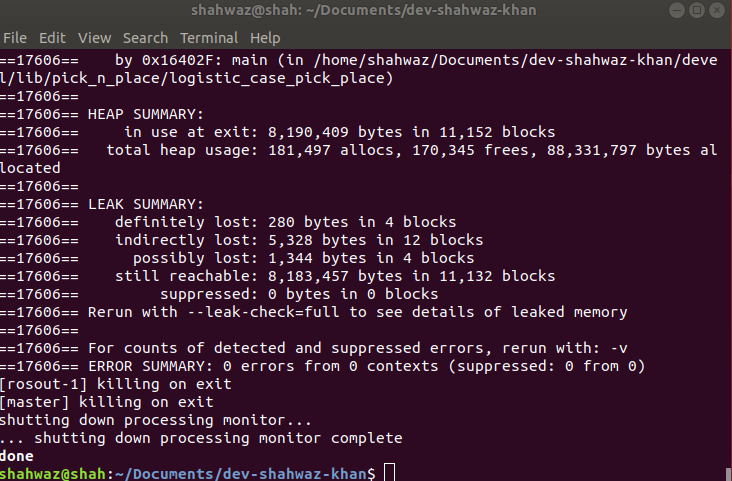 shahwaz@shah: ~/Documents/dev-shahwaz-khan
File Edit View Search Terminal Help
==17606==    by 0x16402F: main (in /home/shahwaz/Documents/dev-shahwaz-khan/deve
l/lib/pick_n_place/logistic_case_pick_place)
==17606==
==17606== HEAP SUMMARY:
==17606==     in use at exit: 8,190,409 bytes in 11,152 blocks
==17606==   total heap usage: 181,497 allocs, 170,345 frees, 88,331,797 bytes al
located
==17606==
==17606== LEAK SUMMARY:
==17606==    definitely lost: 280 bytes in 4 blocks
==17606==    indirectly lost: 5,328 bytes in 12 blocks
==17606==      possibly lost: 1,344 bytes in 4 blocks
==17606==    still reachable: 8,183,457 bytes in 11,132 blocks
==17606==         suppressed: 0 bytes in 0 blocks
==17606== Rerun with --leak-check=full to see details of leaked memory
==17606==
==17606== For counts of detected and suppressed errors, rerun with: -v
==17606== ERROR SUMMARY: 0 errors from 0 contexts (suppressed: 0 from 0)
[rosout-1] killing on exit
[master] killing on exit
shutting down processing monitor...
... shutting down processing monitor complete
done
shahwaz@shah:~/Documents/dev-shahwaz-khan$